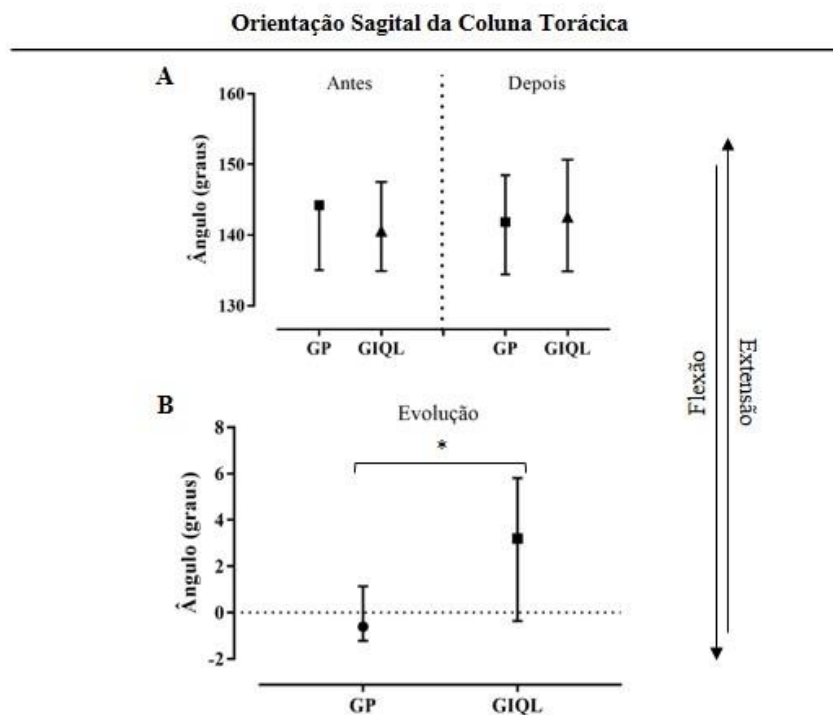 Orientação Sagital da Coluna Torácica
A
Antes
Depois
Ângulo (graus)
160
150
140
130
GP
GIQL
GP
GIQL
B
Evolução
*
Ângulo (graus)
8
6
4
2
0
-2
GP
GIQL
Flexão
Extensão